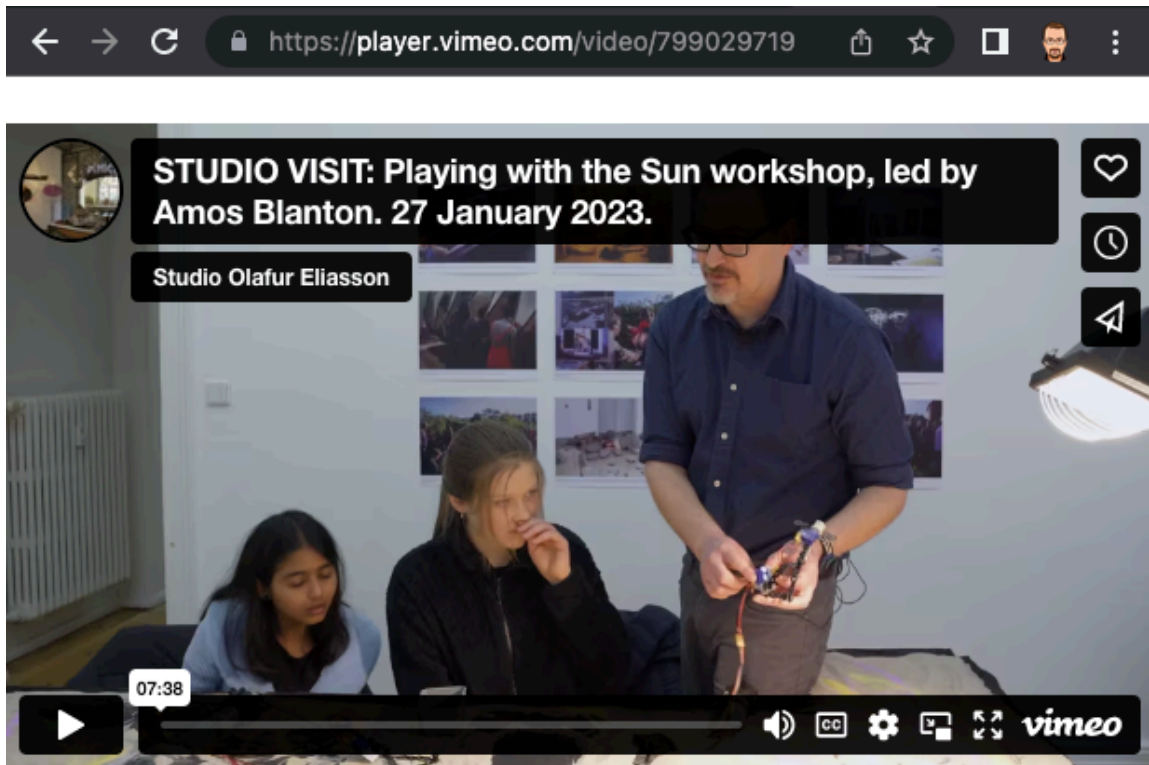 https://player.vimeo.com/video/799029719
STUDIO VISIT: Playing with the Sun workshop, led by
Amos Blanton. 27 January 2023.
Studio Olafur Eliasson
07:38
CC
vimeo